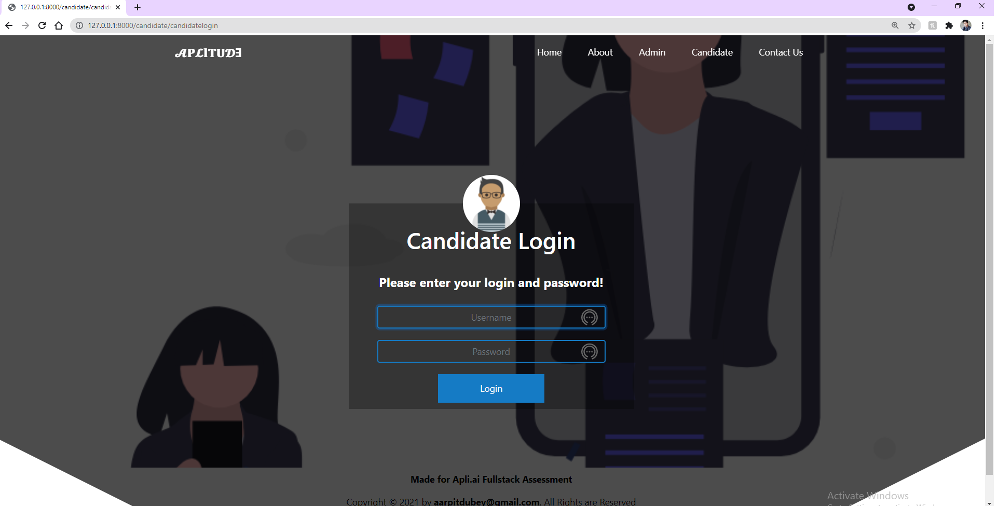 127.0.0.1:8000/candidate/candid
127.0.0.1:8000/candidate/candidatelogin
APLITUDE
Home About Admin Candidate Contact Us
Candidate Login
Please enter your login and password!
Username
Password
Login
Made for Apli.ai Fullstack Assessment
Copyright © 2021 by aarpitdubey@gmail.com. All Rights are Reserved
Activate Windows